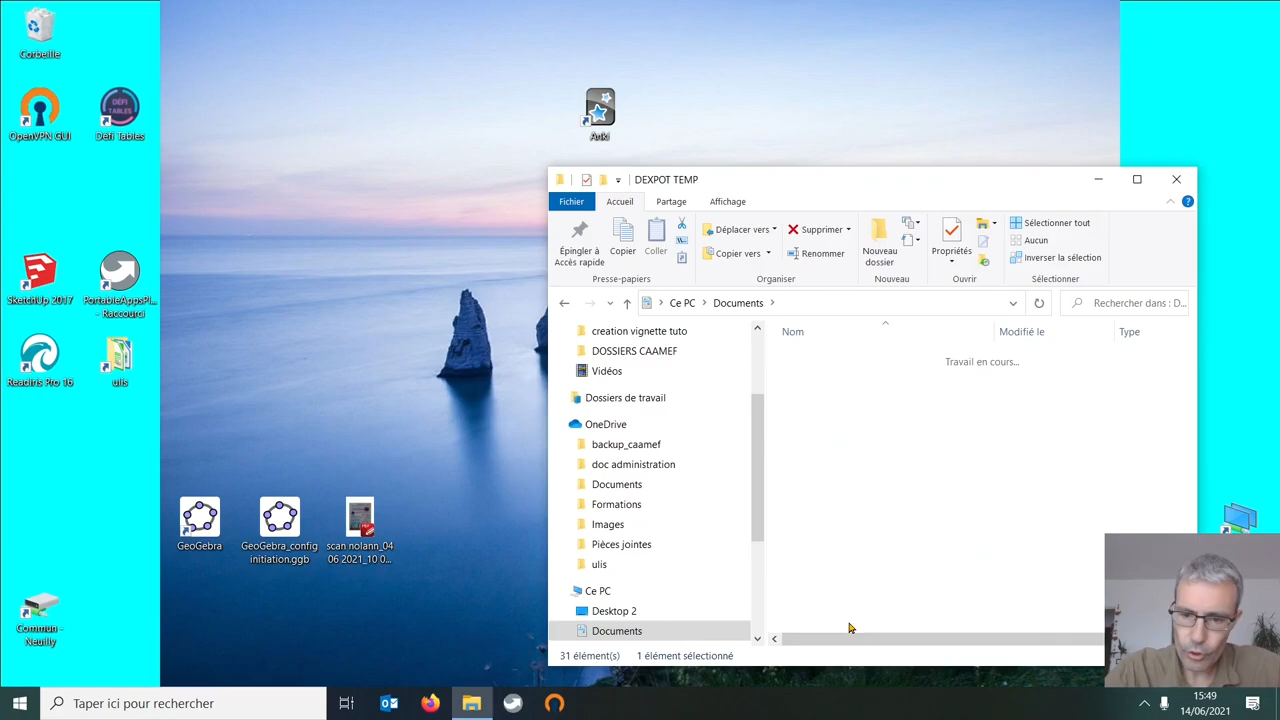 Corbeille
OpenVPN GUI
Défi Tables
DÉFI
TABLES
Anki
SketchUp 2017
PortableAppsPl...
- Raccourci
Readiris Pro 16
ulis
GeoGebra
GeoGebra_config
initiation.ggb
scan nolann_04
06 2021_10 0...
Commun -
Neuilly
DEXPOT TEMP
Fichier
Accueil
Partage
Affichage
Épingler à
Accès rapide
Copier
Coller
Presse-papiers
Déplacer vers
Copier vers
Supprimer
Renommer
Organiser
Nouveau
dossier
Nouveau
Propriétés
Ouvrir
Sélectionner tout
Aucun
Inverser la sélection
Sélectionner
Ce PC
Documents
Rechercher dans : D...
creation vignette tuto
DOSSIERS CAAMEF
Vidéos
Dossiers de travail
OneDrive
backup_caamef
doc administration
Documents
Formations
Images
Pièces jointes
ulis
Ce PC
Desktop 2
Documents
Nom
Modifié le
Type
Travail en cours...
31 élément(s)
1 élément sélectionné
Taper ici pour rechercher
15:49
14/06/2021